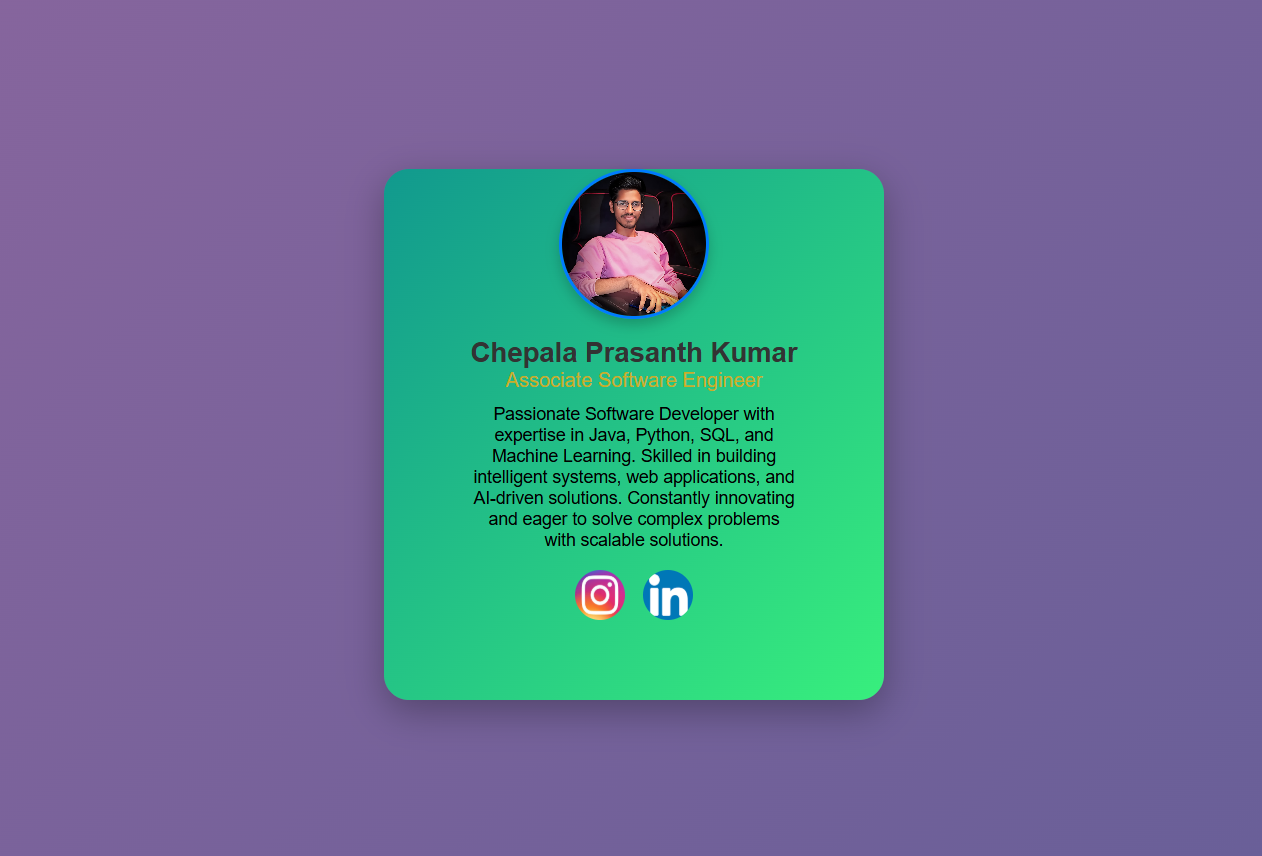 Chepala Prasanth Kumar
Associate Software Engineer
Passionate Software Developer with
expertise in Java, Python, SQL, and
Machine Learning. Skilled in building
intelligent systems, web applications, and
AI-driven solutions. Constantly innovating
and eager to solve complex problems
with scalable solutions.
in